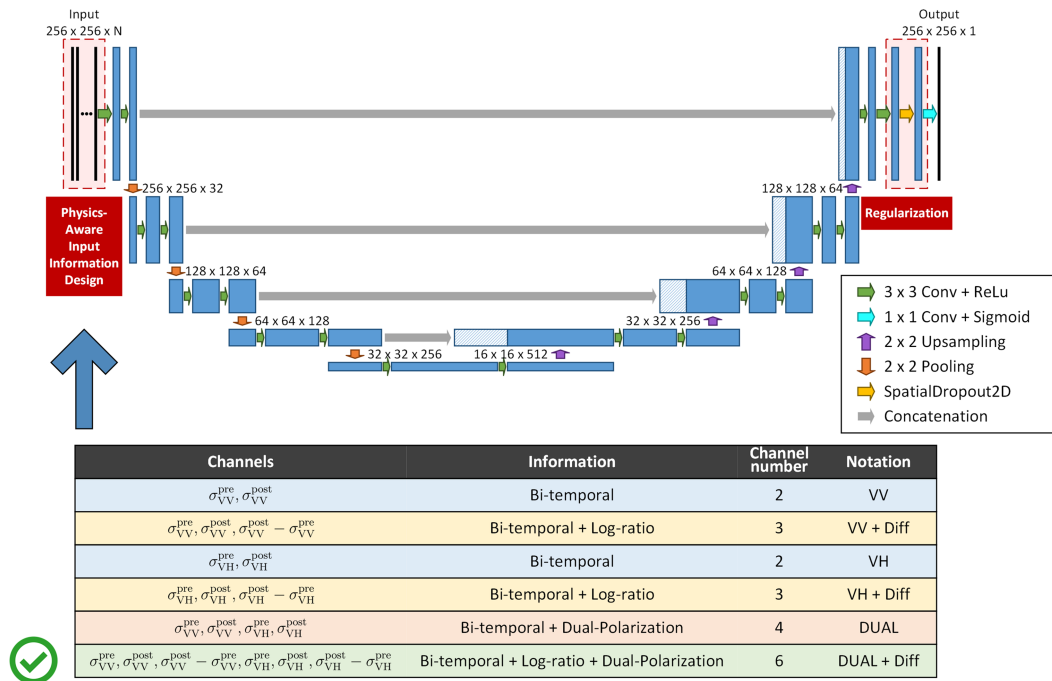 Input
256 x 256 x N
Output
256 x 256 x 1
256 x 256 x 32
128 x 128 x 64
Physics-
Aware
Input
Information
Design
Regularization
128 x 128 x 64
64 x 64 x 128
64 x 64 x 128
32 x 32 x 256
32 x 32 x 256
16 x 16 x 512
3 x 3 Conv + ReLu
1 x 1 Conv + Sigmoid
2 x 2 Upsampling
2 x 2 Pooling
SpatialDropout2D
Concatenation
Channels Information Channel number Notation
σ_VV^pre, σ_VV^post Bi-temporal 2 VV
σ_VV^pre, σ_VV^post, σ_VV^post − σ_VV^pre Bi-temporal + Log-ratio 3 VV + Diff
σ_VH^pre, σ_VH^post Bi-temporal 2 VH
σ_VH^pre, σ_VH^post, σ_VH^post − σ_VH^pre Bi-temporal + Log-ratio 3 VH + Diff
σ_VV^pre, σ_VV^post, σ_VH^pre, σ_VH^post Bi-temporal + Dual-Polarization 4 DUAL
σ_VV^pre, σ_VV^post, σ_VV^post − σ_VV^pre, σ_VH^pre, σ_VH^post, σ_VH^post − σ_VH^pre Bi-temporal + Log-ratio + Dual-Polarization 6 DUAL + Diff